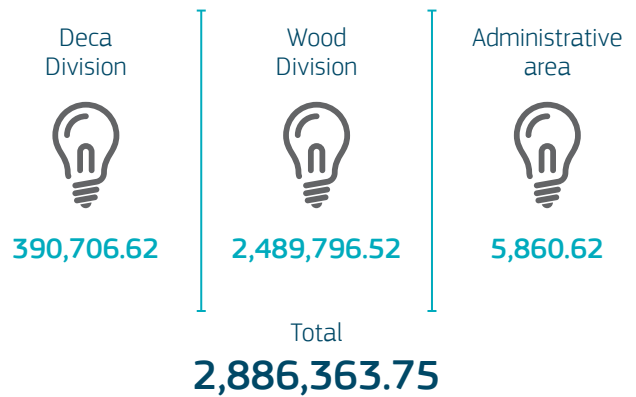 Deca
Division
390,706.62
Wood
Division
2,489,796.52
Administrative
area
5,860.62
Total
2,886,363.75